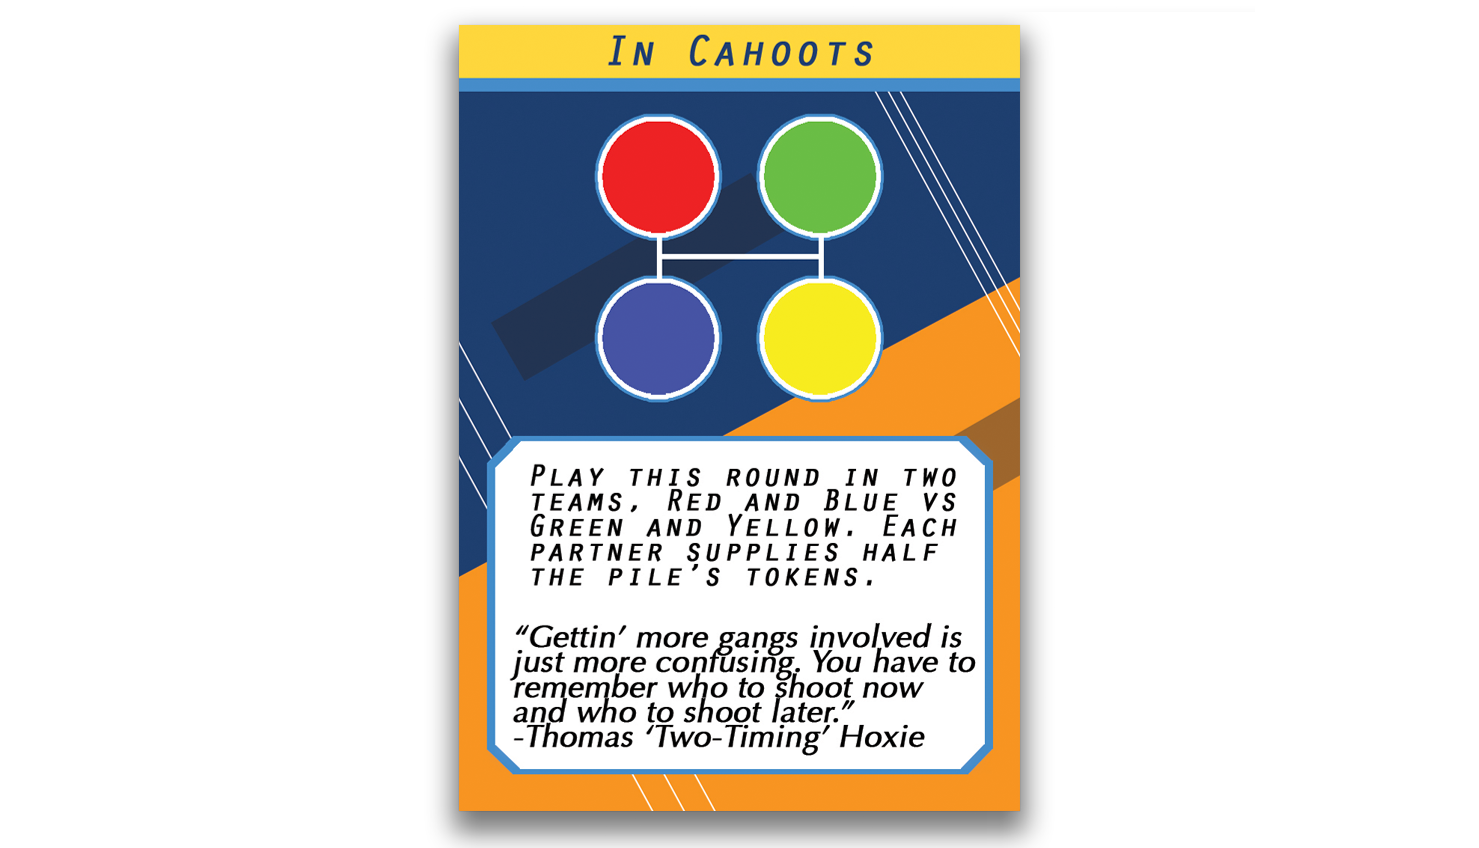 In Cahoots
Play this round in two
teams, Red and Blue vs
Green and Yellow. Each
partner supplies half
the pile's tokens.
“Gettin’ more gangs involved is
just more confusing. You have to
remember who to shoot now
and who to shoot later.”
-Thomas ‘Two-Timing’ Hoxie